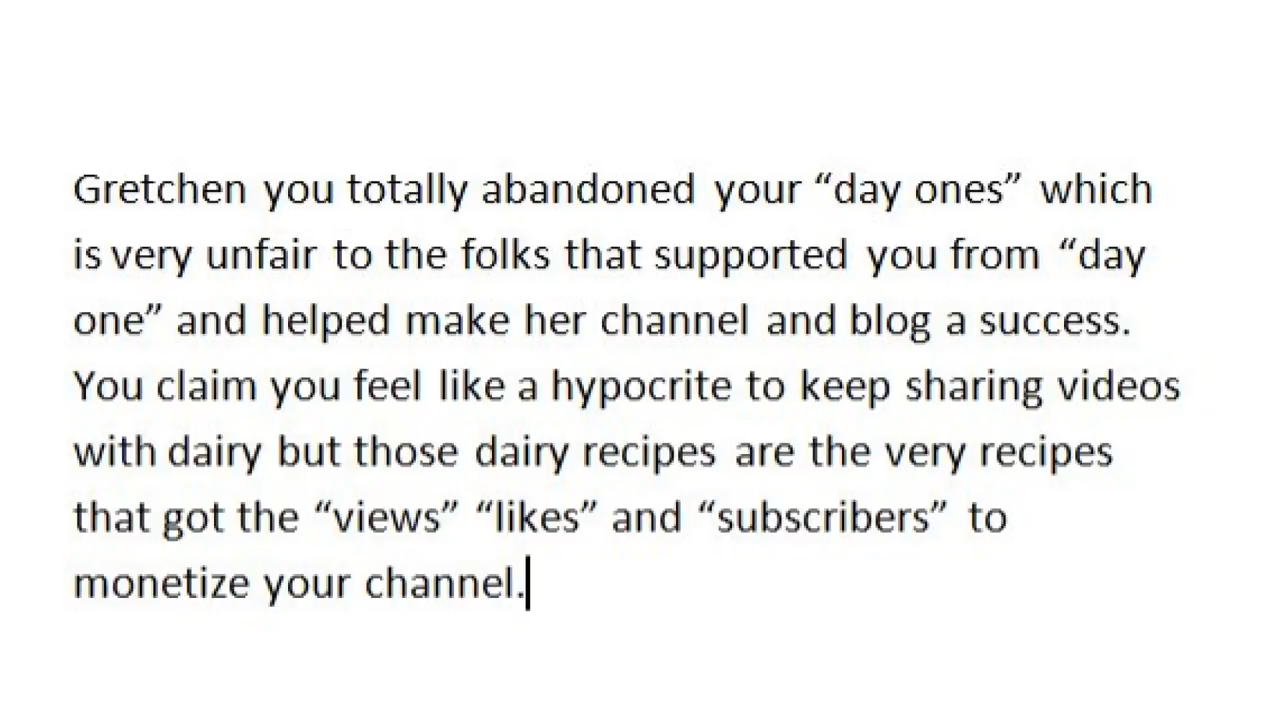 Gretchen you totally abandoned your “day ones” which
is very unfair to the folks that supported you from “day
one” and helped make her channel and blog a success.
You claim you feel like a hypocrite to keep sharing videos
with dairy but those dairy recipes are the very recipes
that got the “views” “likes” and “subscribers” to
monetize your channel.